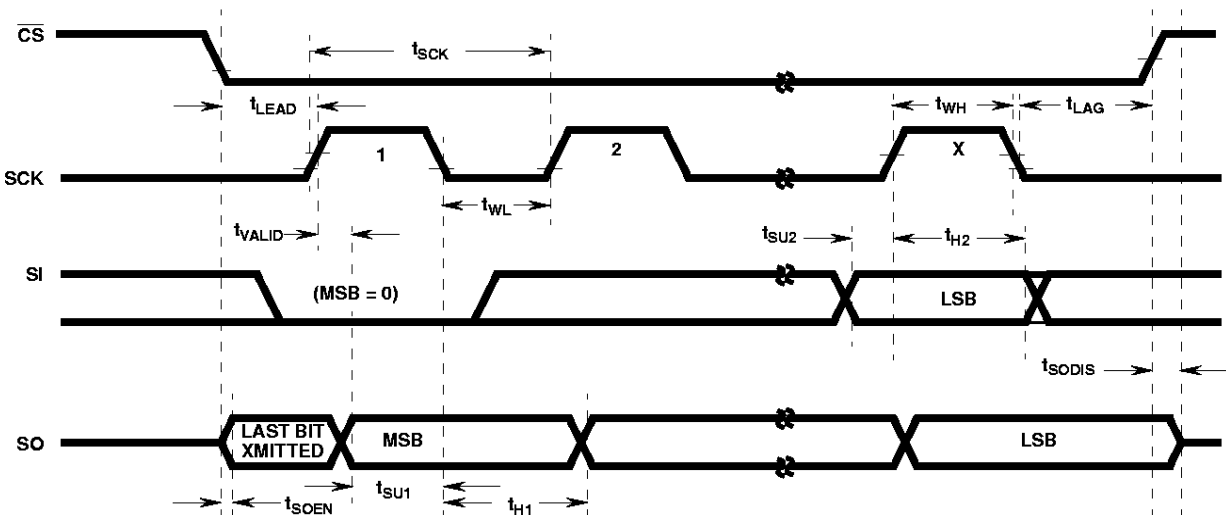 CS
tSCK
tLEAD
tWH
tLAG
1
2
X
SCK
tWL
tVALID
tSU2
tH2
SI
(MSB = 0)
LSB
tSODIS
SO
LAST BIT
XMITTED
MSB
LSB
tSOEN
tSU1
tH1